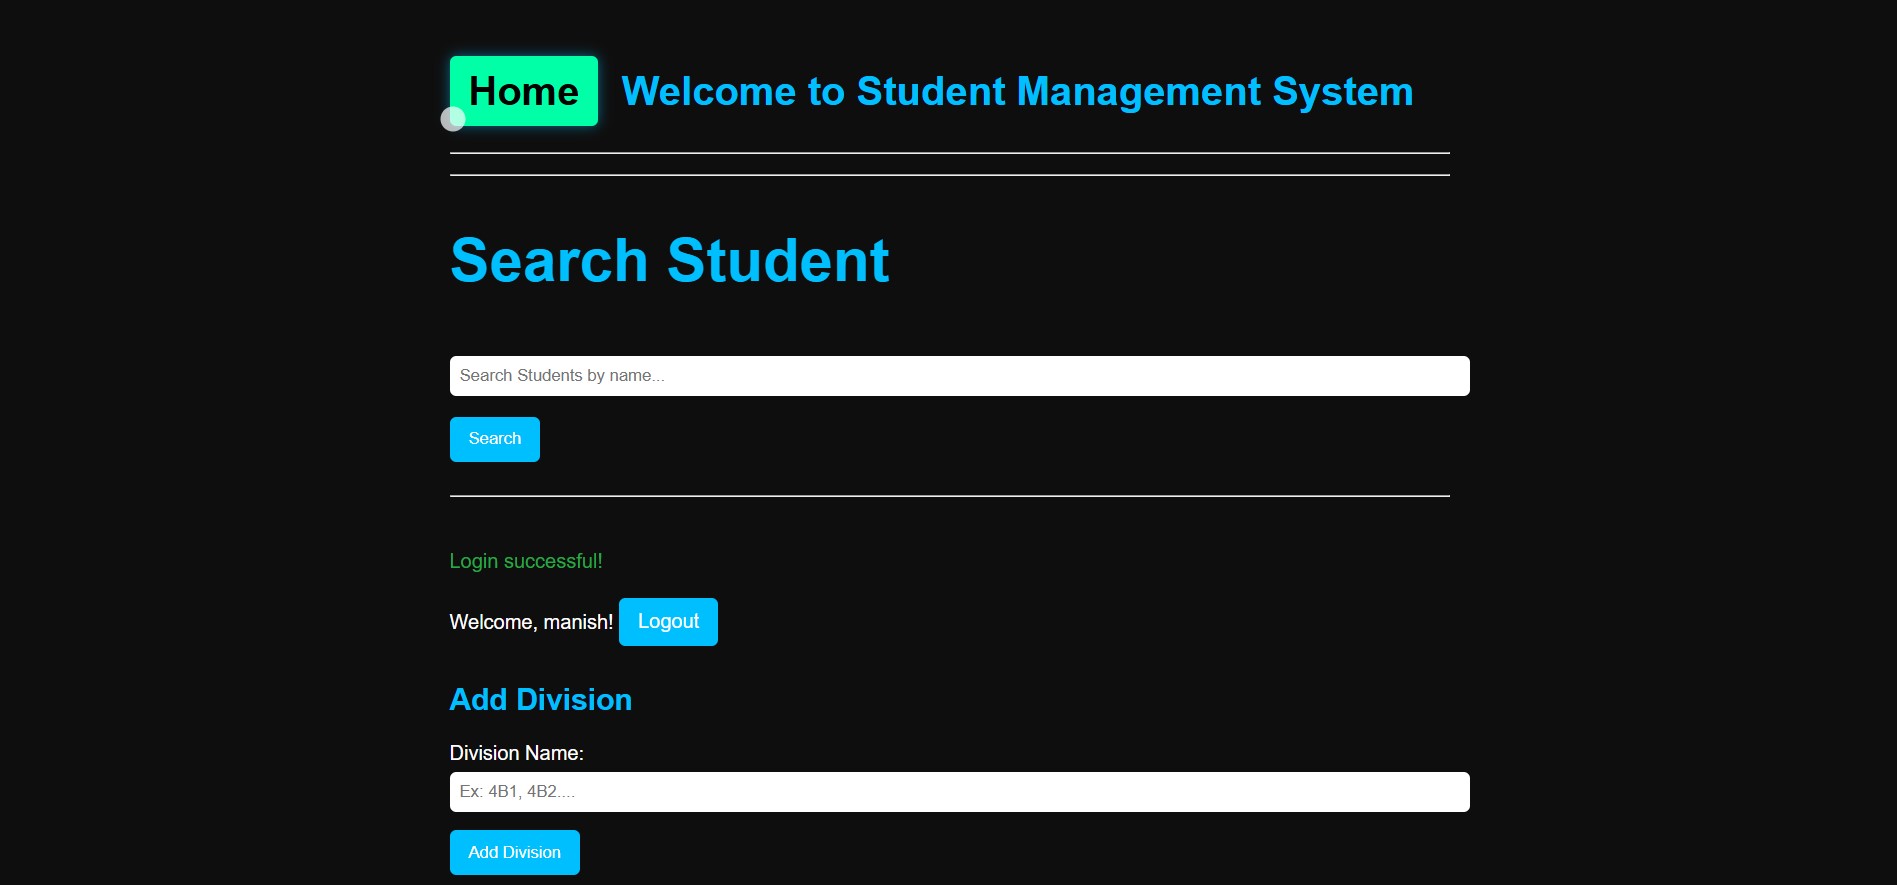 Home Welcome to Student Management System
Search Student
Search Students by name...
Search
Login successful!
Welcome, manish! Logout
Add Division
Division Name:
Ex: 4B1, 4B2....
Add Division